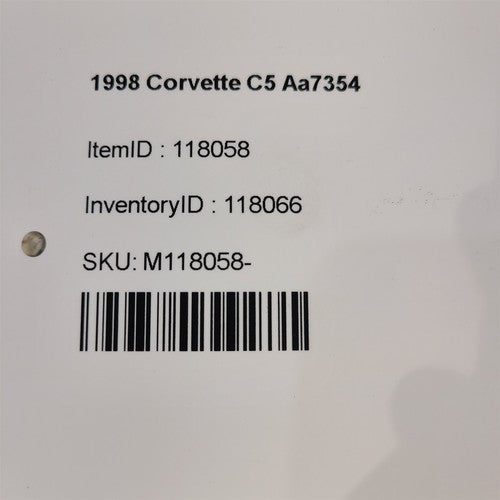 1998 Corvette C5 Aa7354
ItemID : 118058
InventoryID : 118066
SKU: M118058-